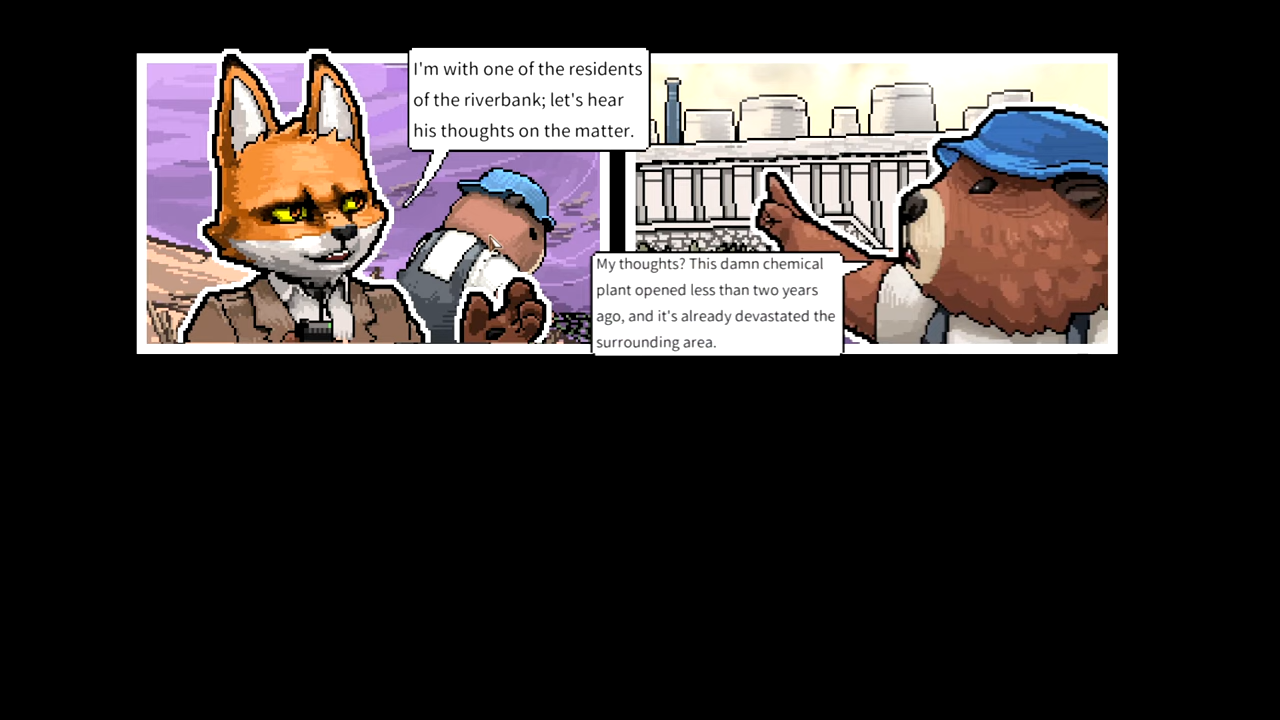 I'm with one of the residents
of the riverbank; let's hear
his thoughts on the matter.
My thoughts? This damn chemical
plant opened less than two years
ago, and it's already devastated the
surrounding area.